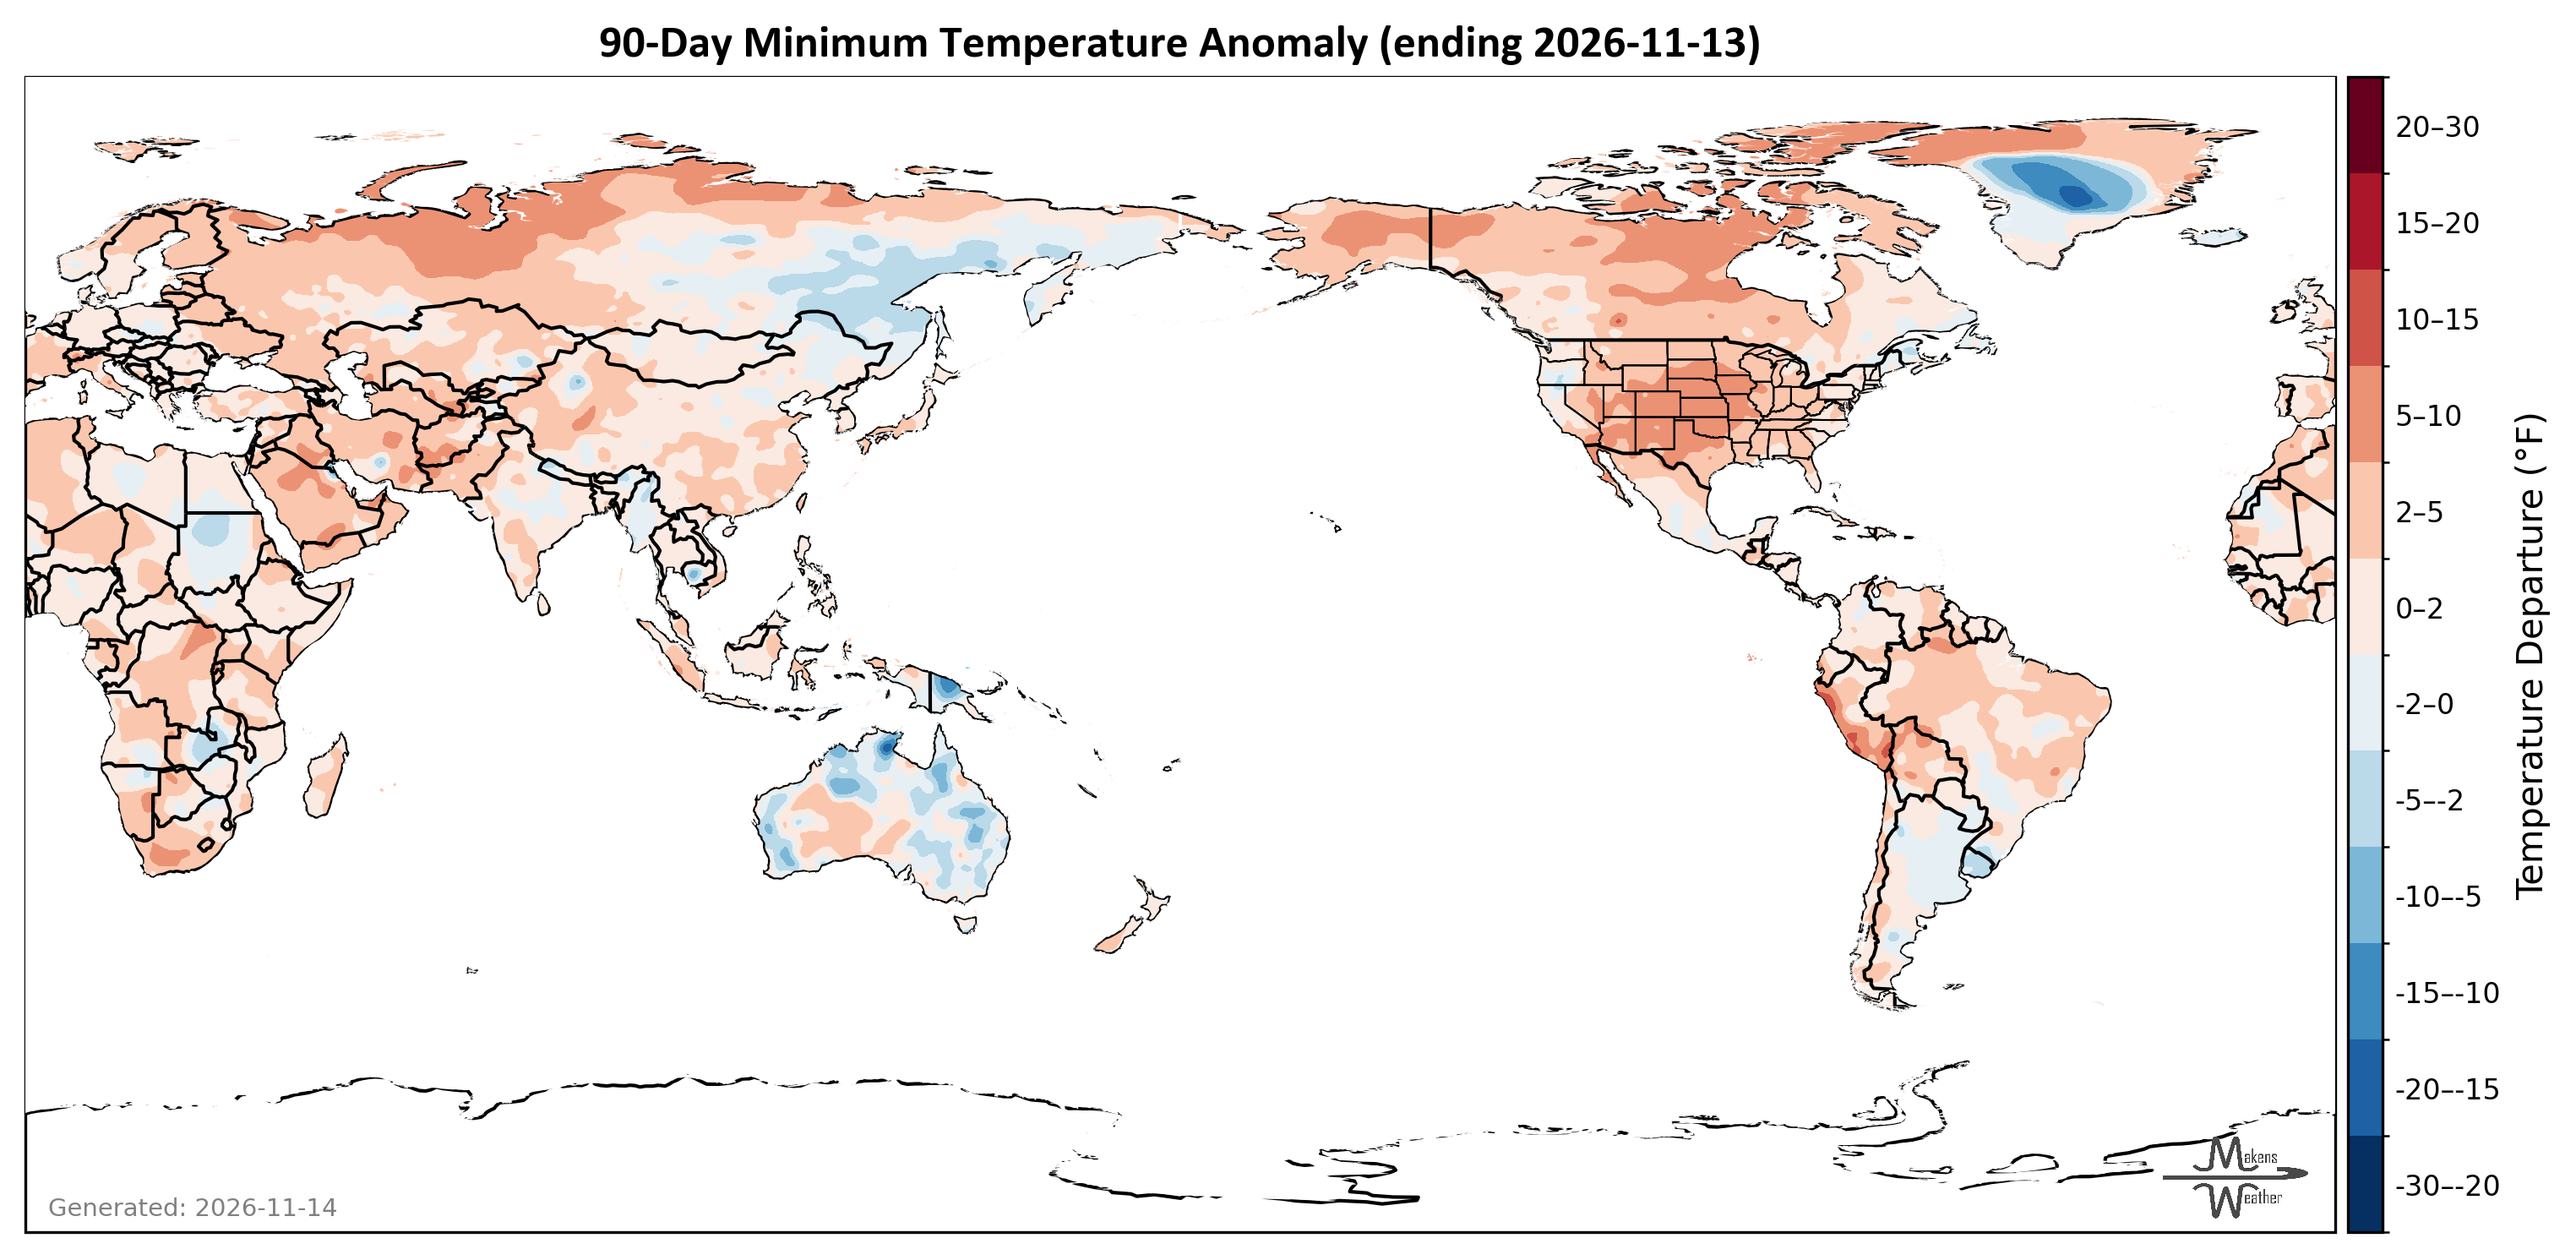 90-Day Minimum Temperature Anomaly (ending 2026-11-13)
20–30
15–20
10–15
5–10
2–5
0–2
-2–0
-5–-2
-10–-5
-15–-10
-20–-15
-30–-20
Temperature Departure (°F)
Generated: 2026-11-14
Makens
Weather